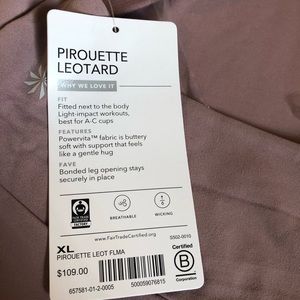 PIROUETTE
LEOTARD
WHY WE LOVE IT
FIT
Fitted next to the body
Light-impact workouts,
best for A-C cups
FEATURES
Powervita™ fabric is buttery
soft with support that feels
like a gentle hug
FAVE
Bonded leg opening stays
securely in place
FACTORY
BREATHABLE
WICKING
www.FairTradeCertified.org
S502-0010
XL
PIROUETTE LEOT FLMA
$109.00
657581-01-2-0005
500059076815
Certified
B
Corporation